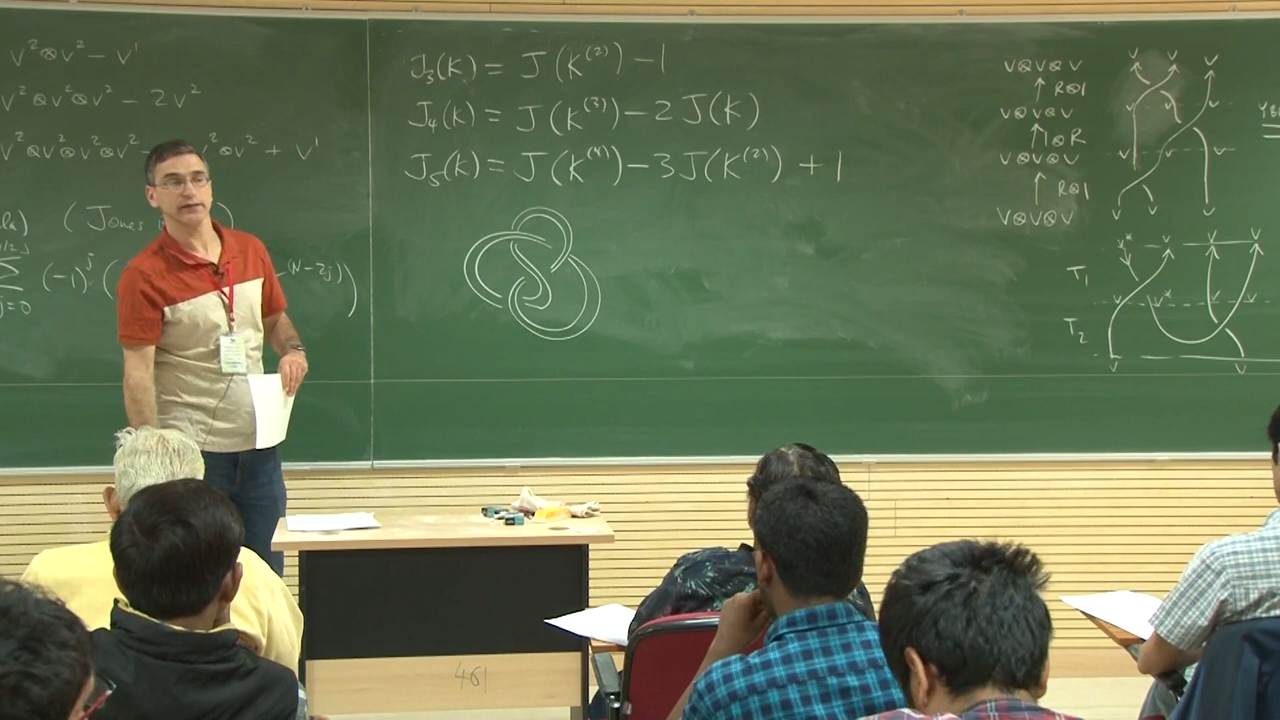 V²⊗V² – V¹
V²⊗V²⊗V² – 2V²
V²⊗V²⊗V²⊗V² – V²⊗V² + V¹
(Jones
Σ (-1)^j ( (N-2j))
j=0
J₃(K) = J(K⁽²⁾) – 1
J₄(K) = J(K⁽³⁾) – 2J(K)
J₅(K) = J(K⁽⁴⁾) – 3J(K⁽²⁾) + 1
V⊗V⊗V
↑ R⊗1
V⊗V⊗V
↑ 1⊗R
V⊗V⊗V
↑ R⊗1
V⊗V⊗V
V V V
V V V
V V V
V V V
V* V V V
T₁
V V* V V
T₂
V V
461